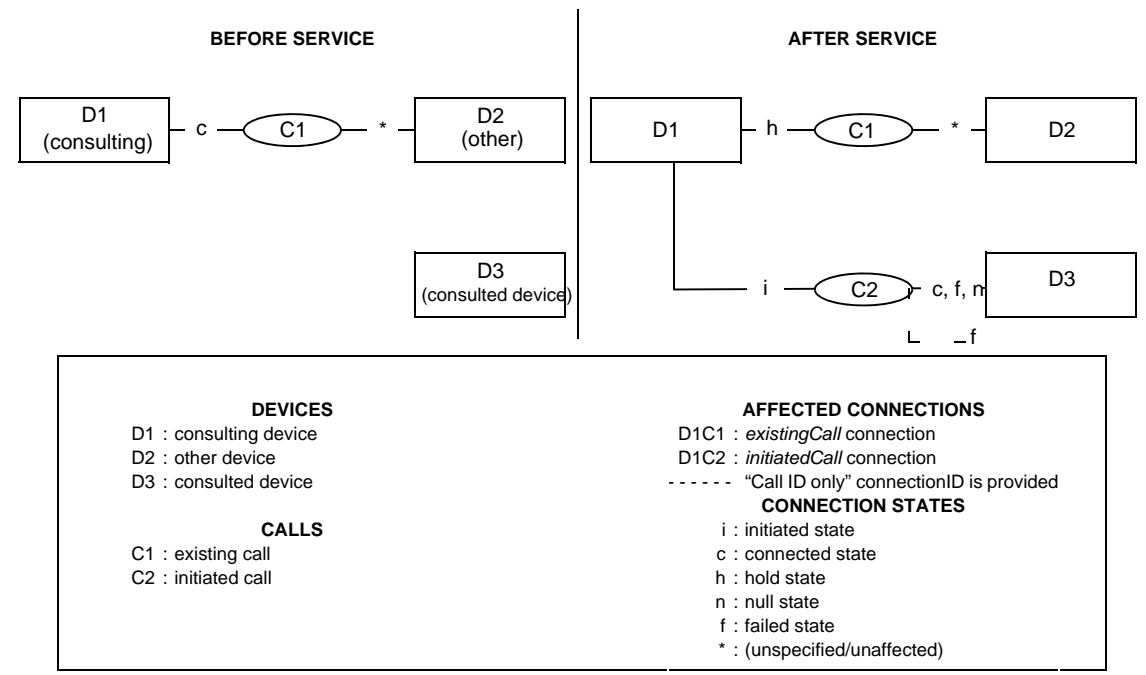 BEFORE SERVICE
AFTER SERVICE
D1
(consulting)
c
C1
*
D2
(other)
D1
h
C1
*
D2
D3
(consulted device)
i
C2
c, f, n
D3
f
DEVICES
D1 : consulting device
D2 : other device
D3 : consulted device
CALLS
C1 : existing call
C2 : initiated call
AFFECTED CONNECTIONS
D1C1 : existingCall connection
D1C2 : initiatedCall connection
- - - - - - “Call ID only” connectionID is provided
CONNECTION STATES
i : initiated state
c : connected state
h : hold state
n : null state
f : failed state
* : (unspecified/unaffected)